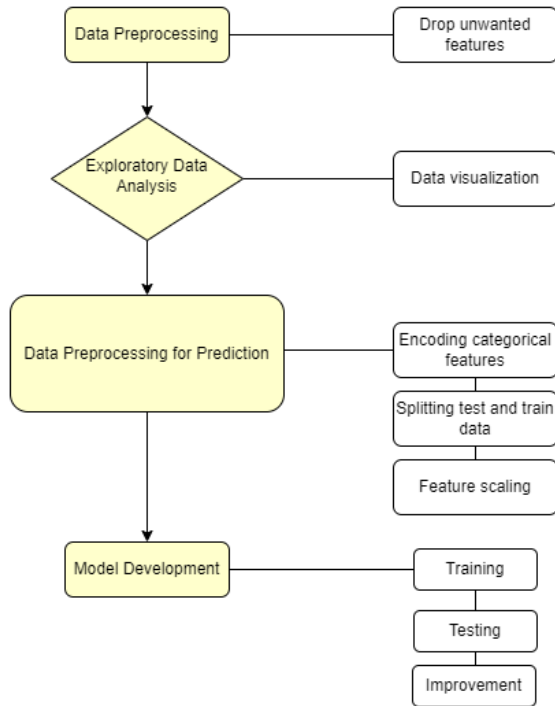 Data Preprocessing
Drop unwanted
features
Exploratory Data
Analysis
Data visualization
Data Preprocessing for Prediction
Encoding categorical
features
Splitting test and train
data
Feature scaling
Model Development
Training
Testing
Improvement